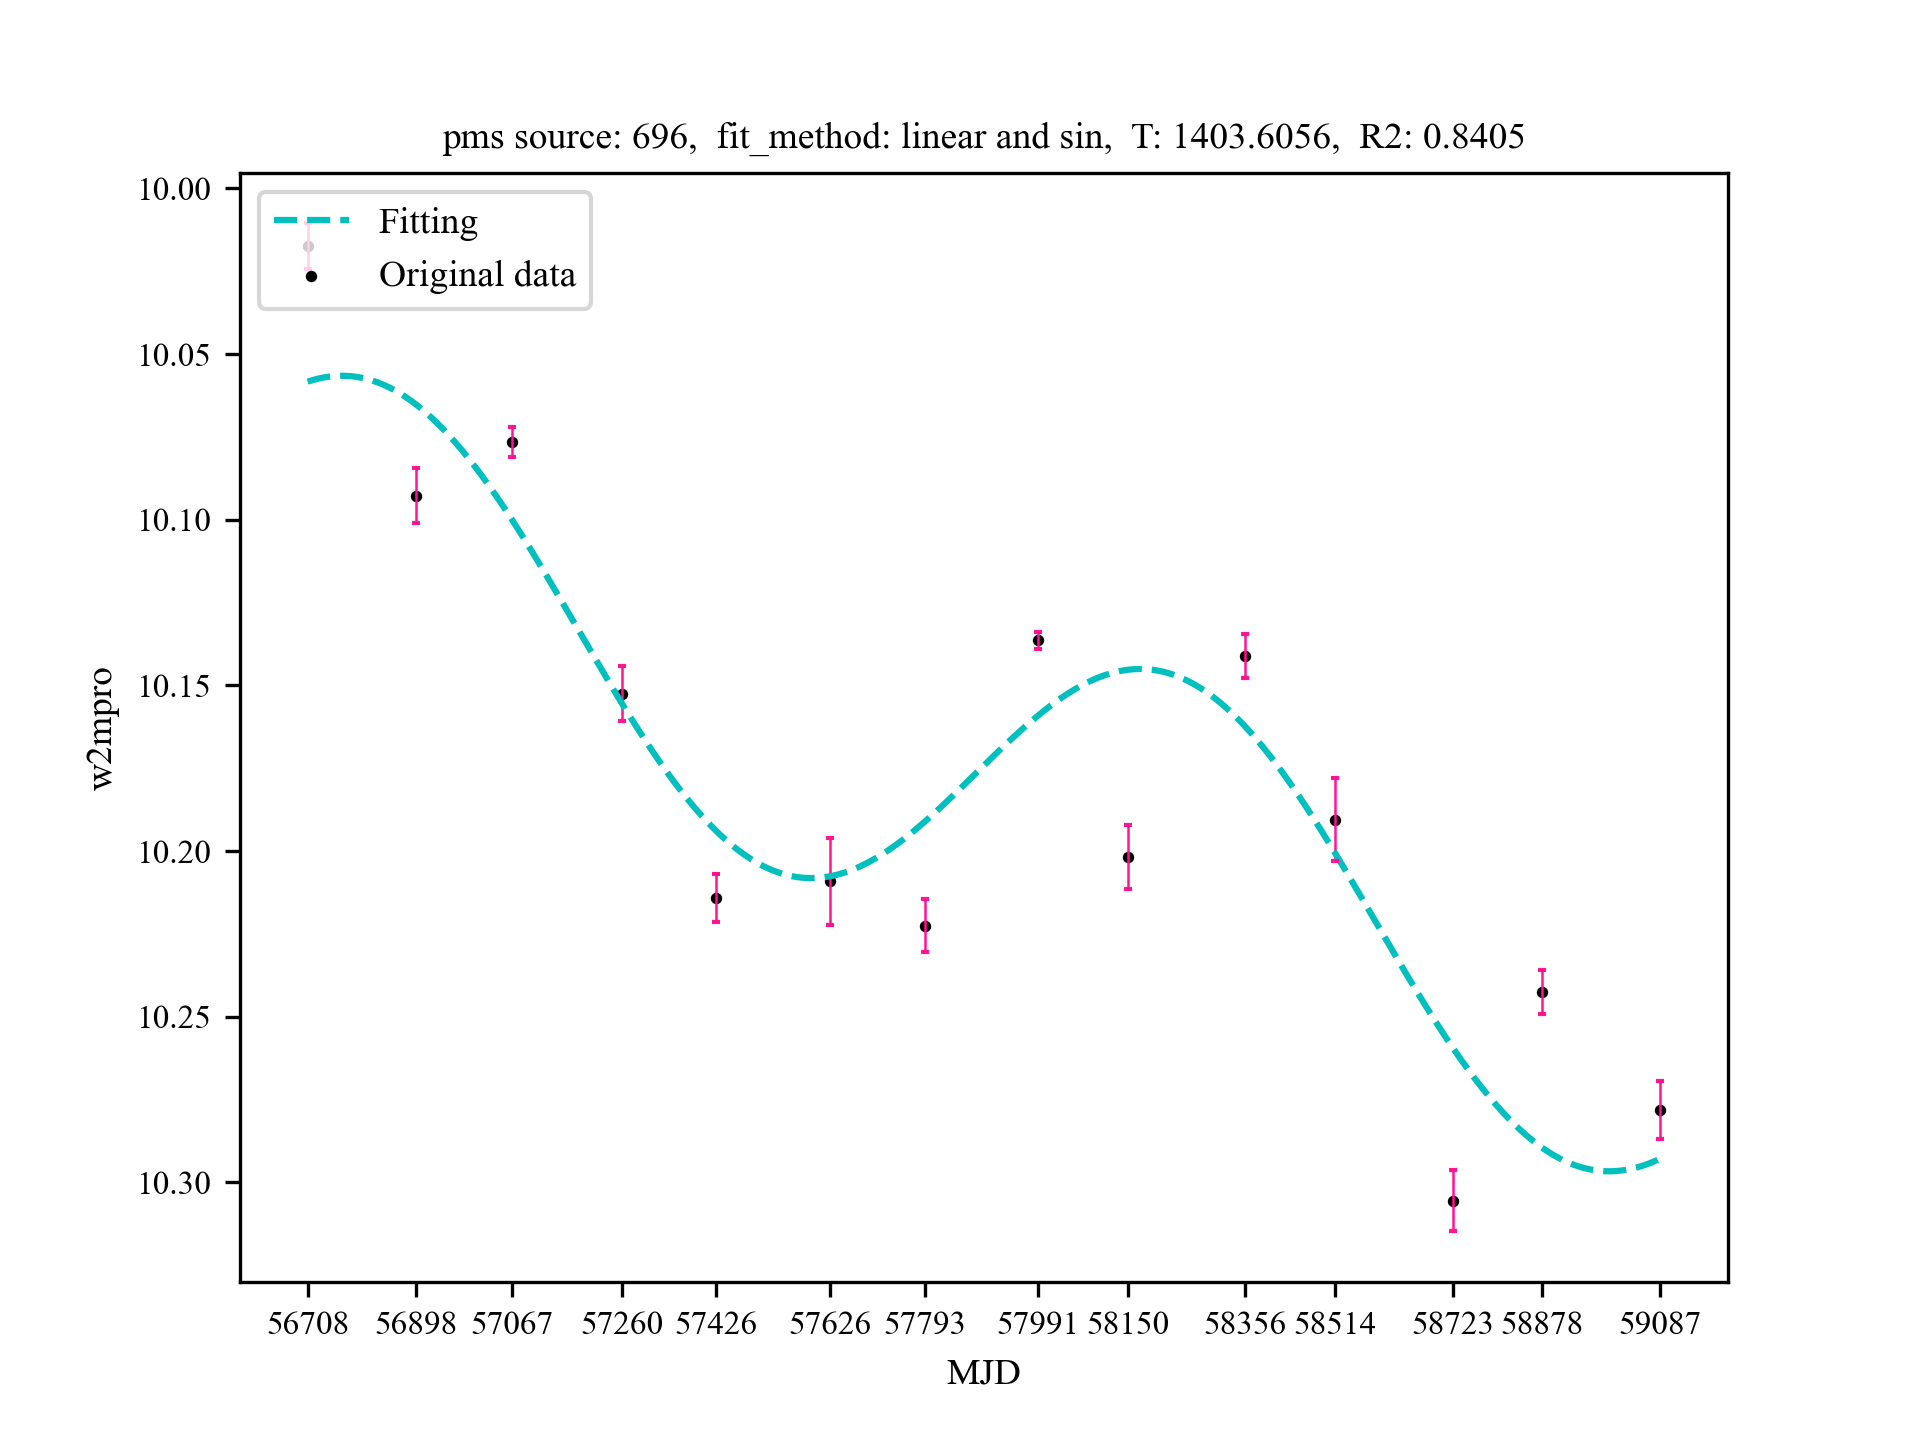 pms source: 696,  fit_method: linear and sin,  T: 1403.6056,  R2: 0.8405
Fitting
Original data
10.00
10.05
10.10
10.15
10.20
10.25
10.30
w2mpro
56708 56898 57067 57260 57426 57626 57793 57991 58150 58356 58514 58723 58878 59087
MJD